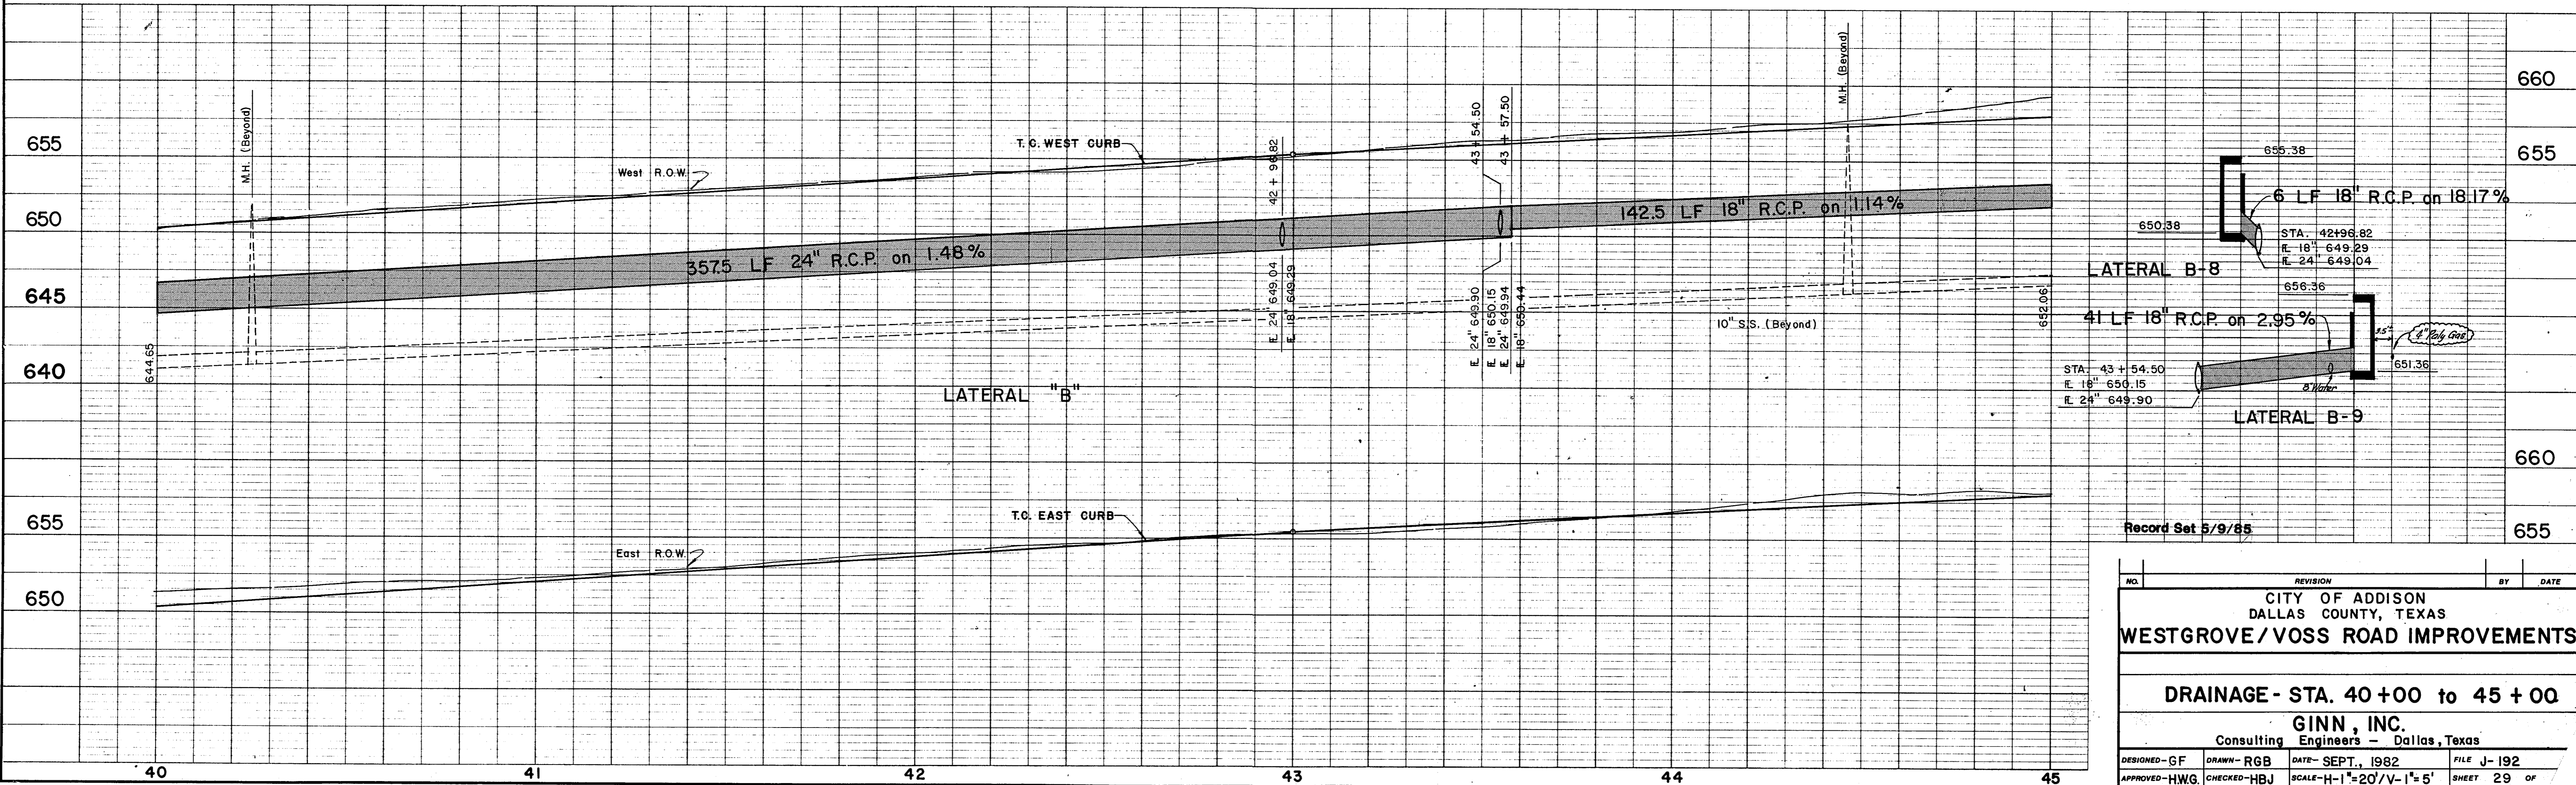 660
655
650
645
640
655
650
660
655
660
655
M.H. (Beyond)
West R.O.W.
T.C. WEST CURB
42 + 96.82
43 + 54.50
43 + 57.50
M.H. (Beyond)
357.5 LF 24" R.C.P. on 1.48%
142.5 LF 18" R.C.P. on 1.14%
644.65
FL 24" 649.04
FL 18" 649.29
FL 24" 649.90
FL 18" 650.15
FL 24" 649.94
FL 18" 650.44
10" S.S. (Beyond)
652.06
LATERAL "B"
655.38
6 LF 18" R.C.P. on 18.17%
650.38
STA. 42+96.82
FL 18" 649.29
FL 24" 649.04
LATERAL B-8
656.36
41 LF 18" R.C.P. on 2.95%
4" Poly Gas
651.36
STA. 43 + 54.50
FL 18" 650.15
FL 24" 649.90
8" Water
LATERAL B-9
T.C. EAST CURB
East R.O.W.
Record Set 5/9/85
40 41 42 43 44 45
NO. REVISION BY DATE
CITY OF ADDISON
DALLAS COUNTY, TEXAS
WESTGROVE/VOSS ROAD IMPROVEMENTS
DRAINAGE - STA. 40+00 to 45+00
GINN, INC.
Consulting Engineers - Dallas, Texas
DESIGNED-GF DRAWN-RGB DATE-SEPT., 1982 FILE J-192
APPROVED-H.W.G. CHECKED-HBJ SCALE-H-1"=20'/V-1"=5' SHEET 29 OF